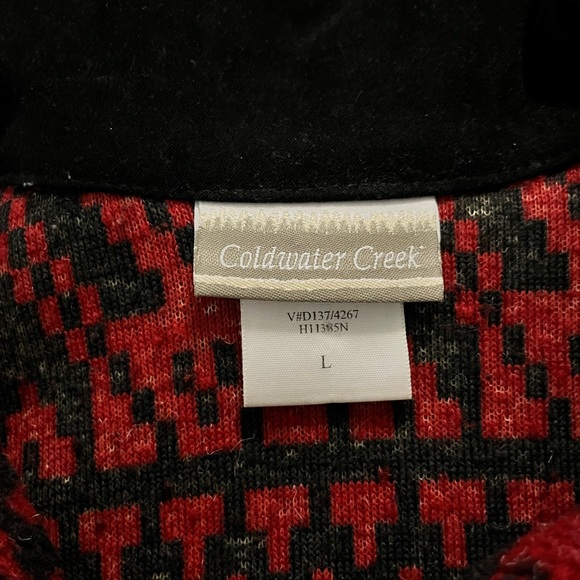 Coldwater Creek
V#D137/4267
H11385N
L